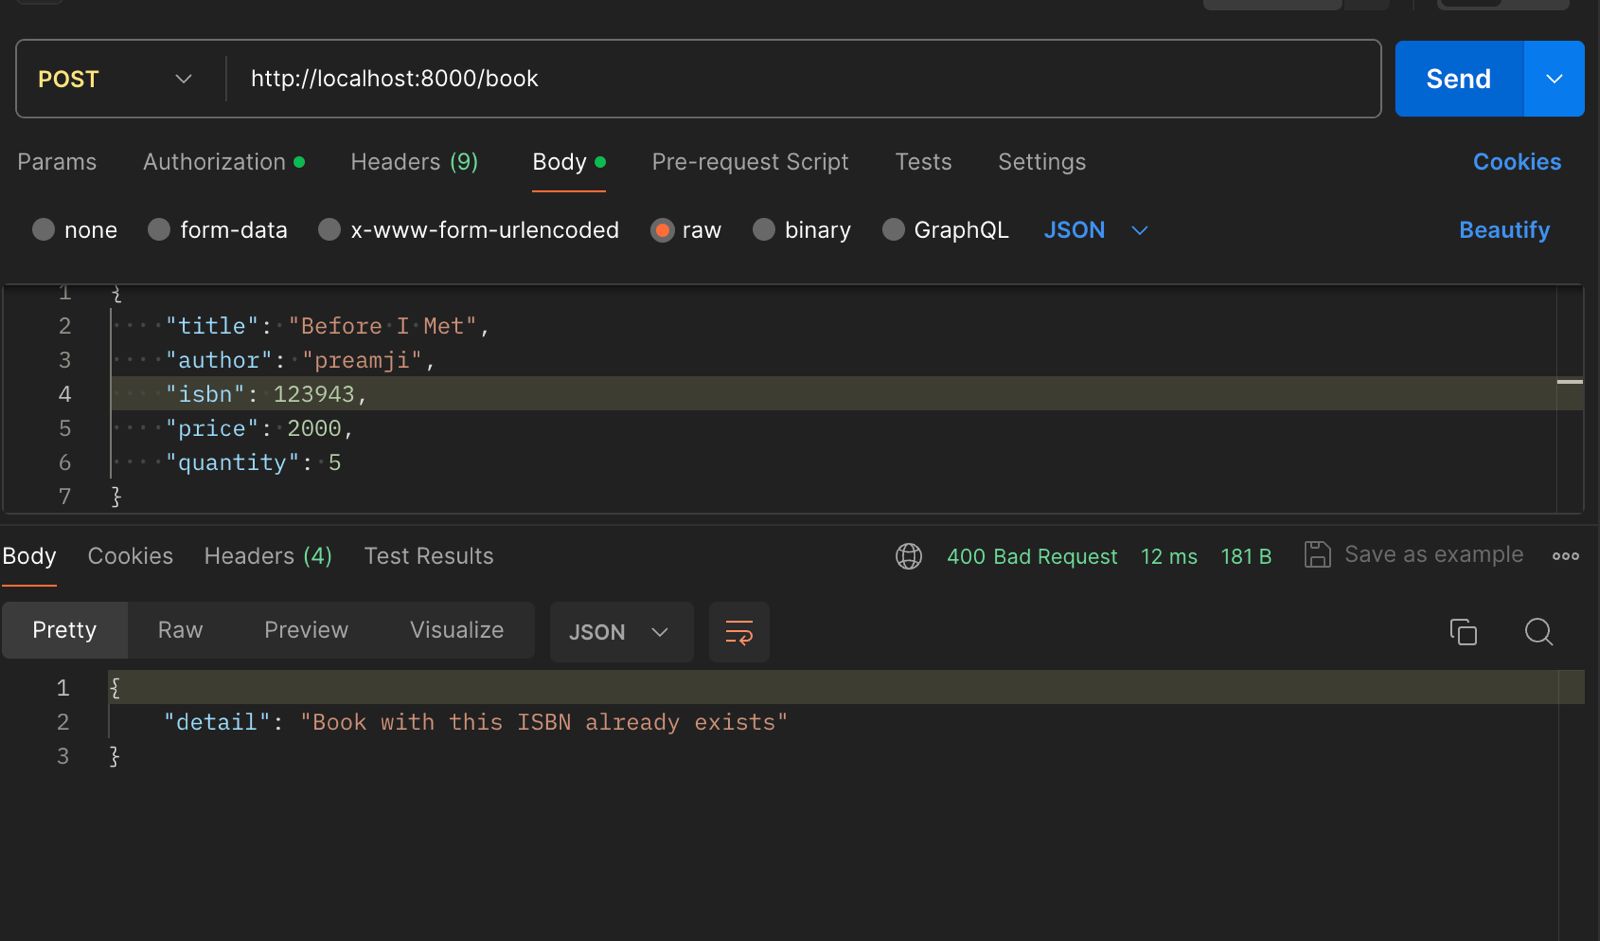 POST http://localhost:8000/book Send
Params Authorization Headers (9) Body Pre-request Script Tests Settings Cookies
none form-data x-www-form-urlencoded raw binary GraphQL JSON Beautify
1 {
2 "title": "Before I Met",
3 "author": "preamji",
4 "isbn": 123943,
5 "price": 2000,
6 "quantity": 5
7 }
Body Cookies Headers (4) Test Results 400 Bad Request 12 ms 181 B Save as example
Pretty Raw Preview Visualize JSON
1 {
2 "detail": "Book with this ISBN already exists"
3 }